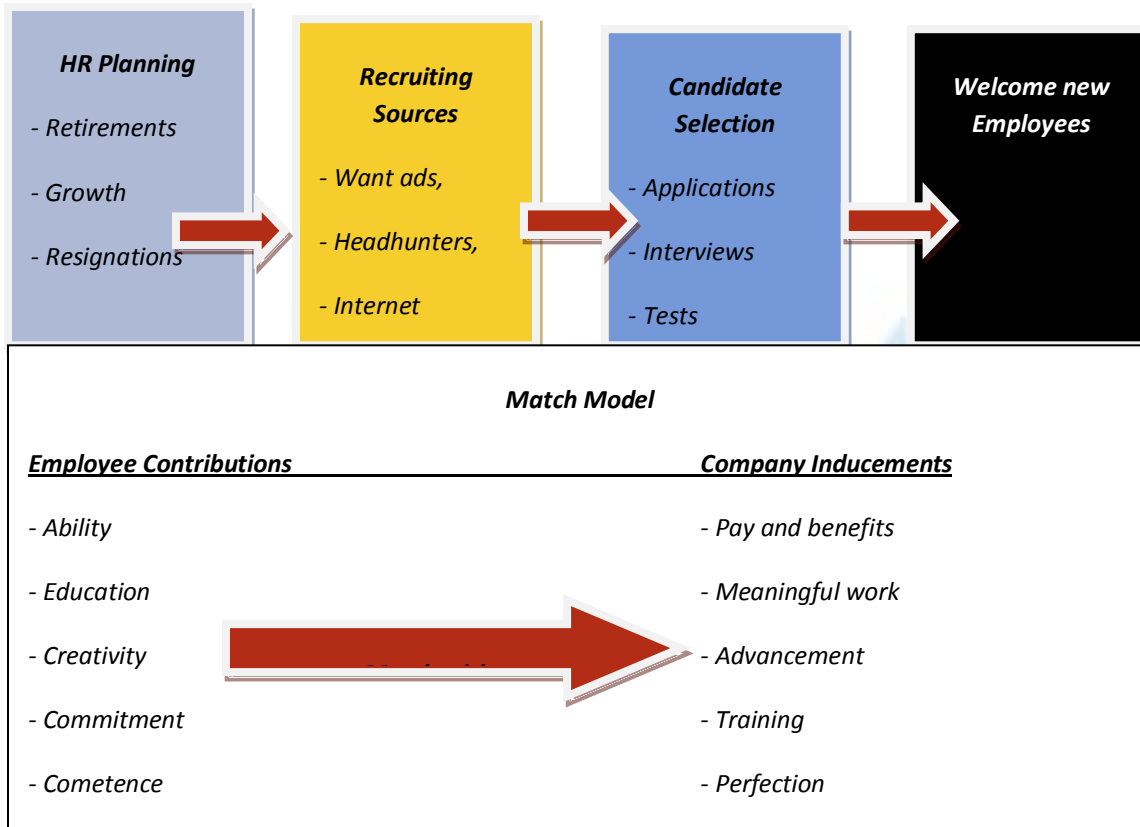 HR Planning
- Retirements
- Growth
- Resignations
Recruiting
Sources
- Want ads,
- Headhunters,
- Internet
Candidate
Selection
- Applications
- Interviews
- Tests
Welcome new
Employees
Match Model
Employee Contributions
- Ability
- Education
- Creativity
- Commitment
- Cometence
Company Inducements
- Pay and benefits
- Meaningful work
- Advancement
- Training
- Perfection